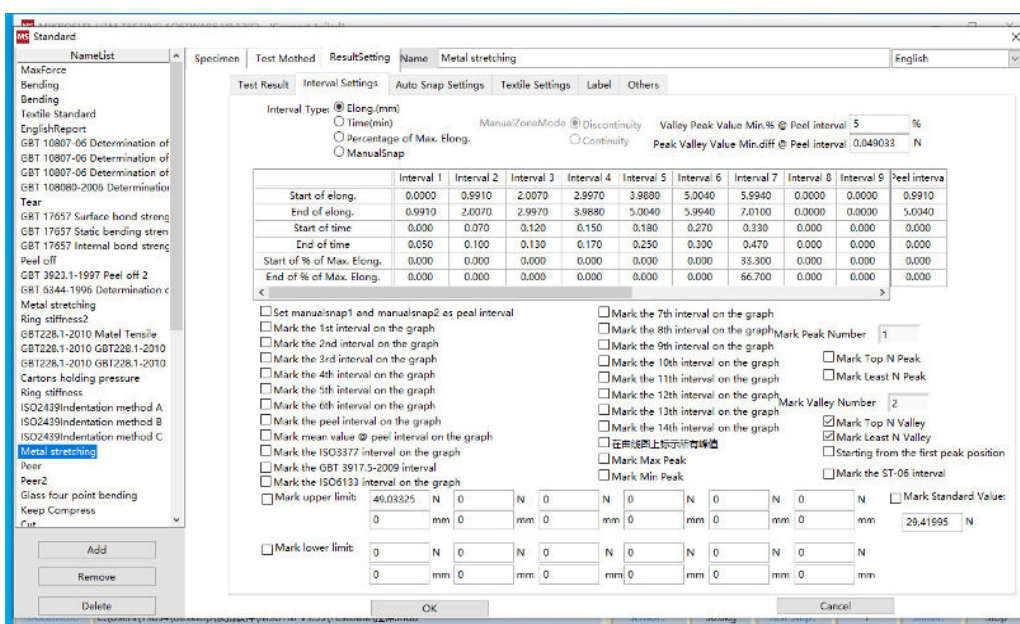 MS Standard
NameList
MaxForce
Bending
Bending
Textile Standard
EnglishReport
GBT 10807-06 Determination of
GBT 10807-06 Determination of
GBT 10807-06 Determination of
GBT 108080-2006 Determination
Tear
GBT 17657 Surface bond streng
GBT 17657 Static bending stren
GBT 17657 Internal bond streng
Peel off
GBT 3923.1-1997 Peel off 2
GBT 6344-1996 Determination c
Metal stretching
Ring stiffness2
GBT228.1-2010 Matel Tensile
GBT228.1-2010 GBT228.1-2010
GBT228.1-2010 GBT228.1-2010
Cartons holding pressure
Ring stiffness
ISO2439Indentation method A
ISO2439Indentation method B
ISO2439Indentation method C
Metal stretching
Peer
Peer2
Glass four point bending
Keep Compress
Cut
Add
Remove
Delete
Specimen Test Mothed ResultSetting Name Metal stretching English
Test Result Interval Settings Auto Snap Settings Textile Settings Label Others
Interval Type: Elong.(mm)
Time(min)
Percentage of Max. Elong.
ManualSnap
ManualZoneMode Discontinuity
Continuity
Valley Peak Value Min.% @ Peel interval 5 %
Peak Valley Value Min.diff @ Peel interval 0.049033 N
Interval 1 Interval 2 Interval 3 Interval 4 Interval 5 Interval 6 Interval 7 Interval 8 Interval 9 Peel interva
Start of elong. 0.0000 0.9910 2.0070 2.9970 3.9880 5.0040 5.9940 0.0000 0.0000 0.9910
End of elong. 0.9910 2.0070 2.9970 3.9880 5.0040 5.9940 7.0100 0.0000 0.0000 5.0040
Start of time 0.000 0.070 0.120 0.150 0.180 0.270 0.330 0.000 0.000 0.000
End of time 0.050 0.100 0.130 0.170 0.250 0.300 0.470 0.000 0.000 0.000
Start of % of Max. Elong. 0.000 0.000 0.000 0.000 0.000 0.000 33.300 0.000 0.000 0.000
End of % of Max. Elong. 0.000 0.000 0.000 0.000 0.000 0.000 66.700 0.000 0.000 0.000
Set manualsnap1 and manualsnap2 as peal interval
Mark the 1st interval on the graph
Mark the 2nd interval on the graph
Mark the 3rd interval on the graph
Mark the 4th interval on the graph
Mark the 5th interval on the graph
Mark the 6th interval on the graph
Mark the peel interval on the graph
Mark mean value @ peel interval on the graph
Mark the ISO3377 interval on the graph
Mark the GBT 3917.5-2009 interval
Mark the ISO6133 interval on the graph
Mark the 7th interval on the graph
Mark the 8th interval on the graph
Mark the 9th interval on the graph
Mark the 10th interval on the graph
Mark the 11th interval on the graph
Mark the 12th interval on the graph
Mark the 13th interval on the graph
Mark the 14th interval on the graph
在曲线图上标示所有峰值
Mark Max Peak
Mark Min Peak
Mark Peak Number 1
Mark Top N Peak
Mark Least N Peak
Mark Valley Number 2
Mark Top N Valley
Mark Least N Valley
Starting from the first peak position
Mark the ST-06 interval
Mark upper limit: 49.03325 N 0 N 0 N 0 N 0 N 0 N
0 mm 0 mm 0 mm 0 mm 0 mm 0 mm
Mark Standard Value:
29.41995 N
Mark lower limit: 0 N 0 N 0 N 0 N 0 N 0 N
0 mm 0 mm 0 mm 0 mm 0 mm 0 mm
OK Cancel